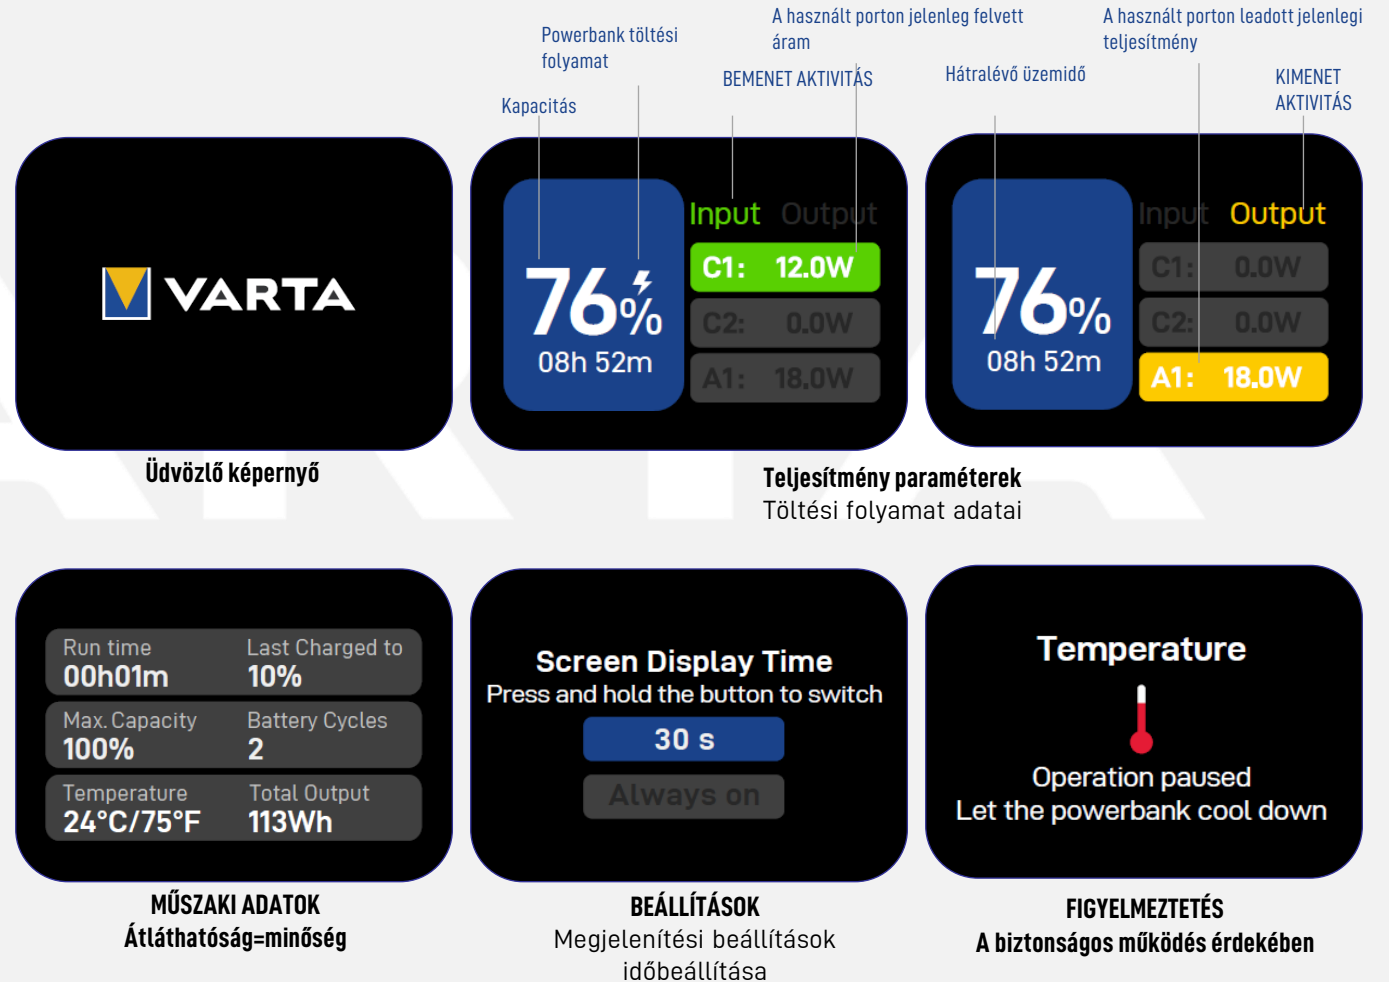 Powerbank töltési
folyamat
A használt porton jelenleg felvett
áram
A használt porton leadott jelenlegi
teljesítmény
Kapacitás
BEMENET AKTIVITÁS
Hátralévő üzemidő
KIMENET
AKTIVITÁS
VARTA
76%
08h 52m
Input Output
C1: 12.0W
C2: 0.0W
A1: 18.0W
76%
08h 52m
Input Output
C1: 0.0W
C2: 0.0W
A1: 18.0W
Üdvözlő képernyő
Teljesítmény paraméterek
Töltési folyamat adatai
Run time Last Charged to
00h01m 10%
Max. Capacity Battery Cycles
100% 2
Temperature Total Output
24°C/75°F 113Wh
Screen Display Time
Press and hold the button to switch
30 s
Always on
Temperature
Operation paused
Let the powerbank cool down
MŰSZAKI ADATOK
Átláthatóság=minőség
BEÁLLÍTÁSOK
Megjelenítési beállítások
időbeállítása
FIGYELMEZTETÉS
A biztonságos működés érdekében